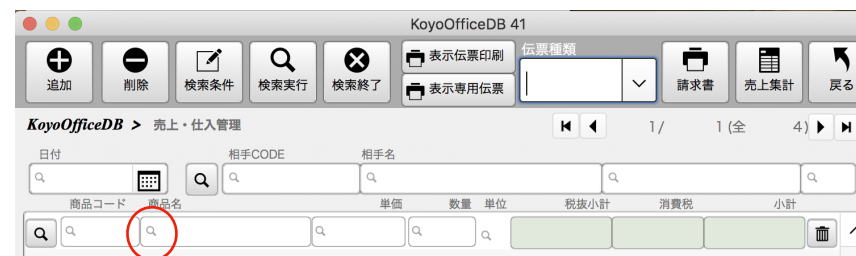 KoyoOfficeDB 41
追加 削除 検索条件 検索実行 検索終了 表示伝票印刷 表示専用伝票 伝票種類 請求書 売上集計 戻る
KoyoOfficeDB > 売上・仕入管理 1/ 1 (全 4)
日付 相手CODE 相手名
商品コード 商品名 単価 数量 単位 税抜小計 消費税 小計